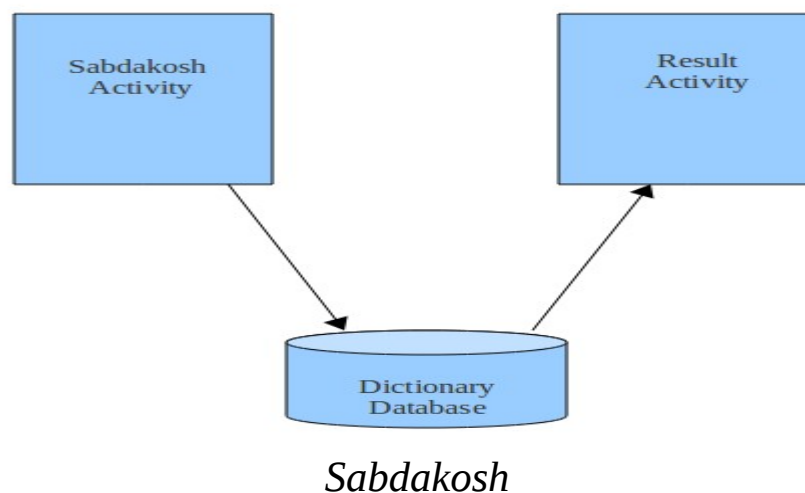 Sabdakosh
Activity
Result
Activity
Dictionary
Database
Sabdakosh